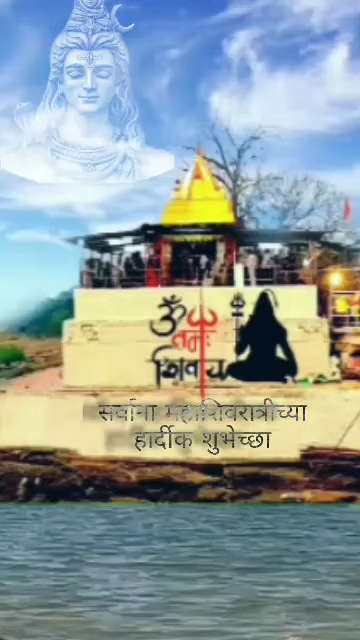 ॐ
नमः
शिवाय
सर्वांना महाशिवरात्रीच्या
हार्दीक शुभेच्छा